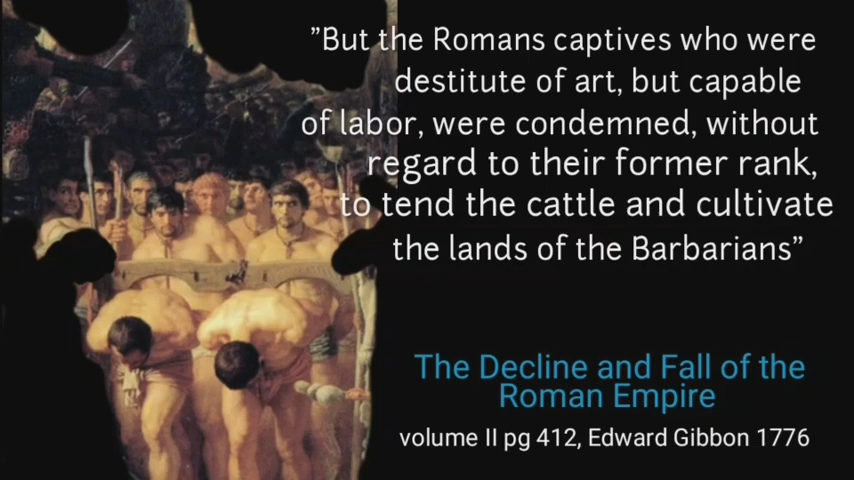 ”But the Romans captives who were
destitute of art, but capable
of labor, were condemned, without
regard to their former rank,
to tend the cattle and cultivate
the lands of the Barbarians”
The Decline and Fall of the
Roman Empire
volume II pg 412, Edward Gibbon 1776